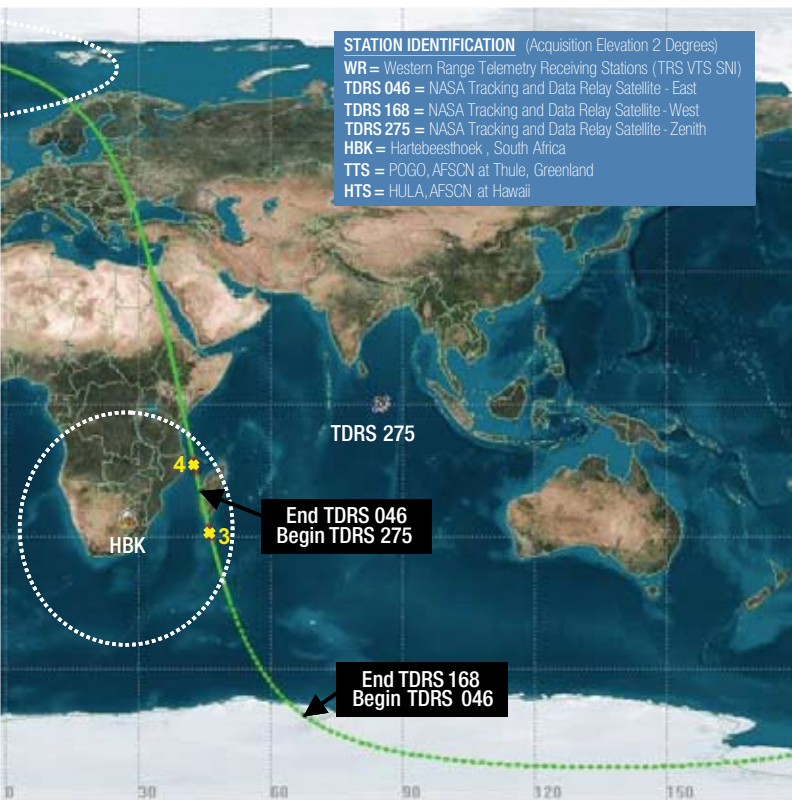 STATION IDENTIFICATION (Acquisition Elevation 2 Degrees)
WR = Western Range Telemetry Receiving Stations (TRS VTS SNI)
TDRS 046 = NASA Tracking and Data Relay Satellite - East
TDRS 168 = NASA Tracking and Data Relay Satellite - West
TDRS 275 = NASA Tracking and Data Relay Satellite - Zenith
HBK = Hartebeesthoek , South Africa
TTS = POGO, AFSCN at Thule, Greenland
HTS = HULA, AFSCN at Hawaii
TDRS 275
4
End TDRS 046
Begin TDRS 275
3
HBK
End TDRS 168
Begin TDRS 046
0 30 60 90 120 150